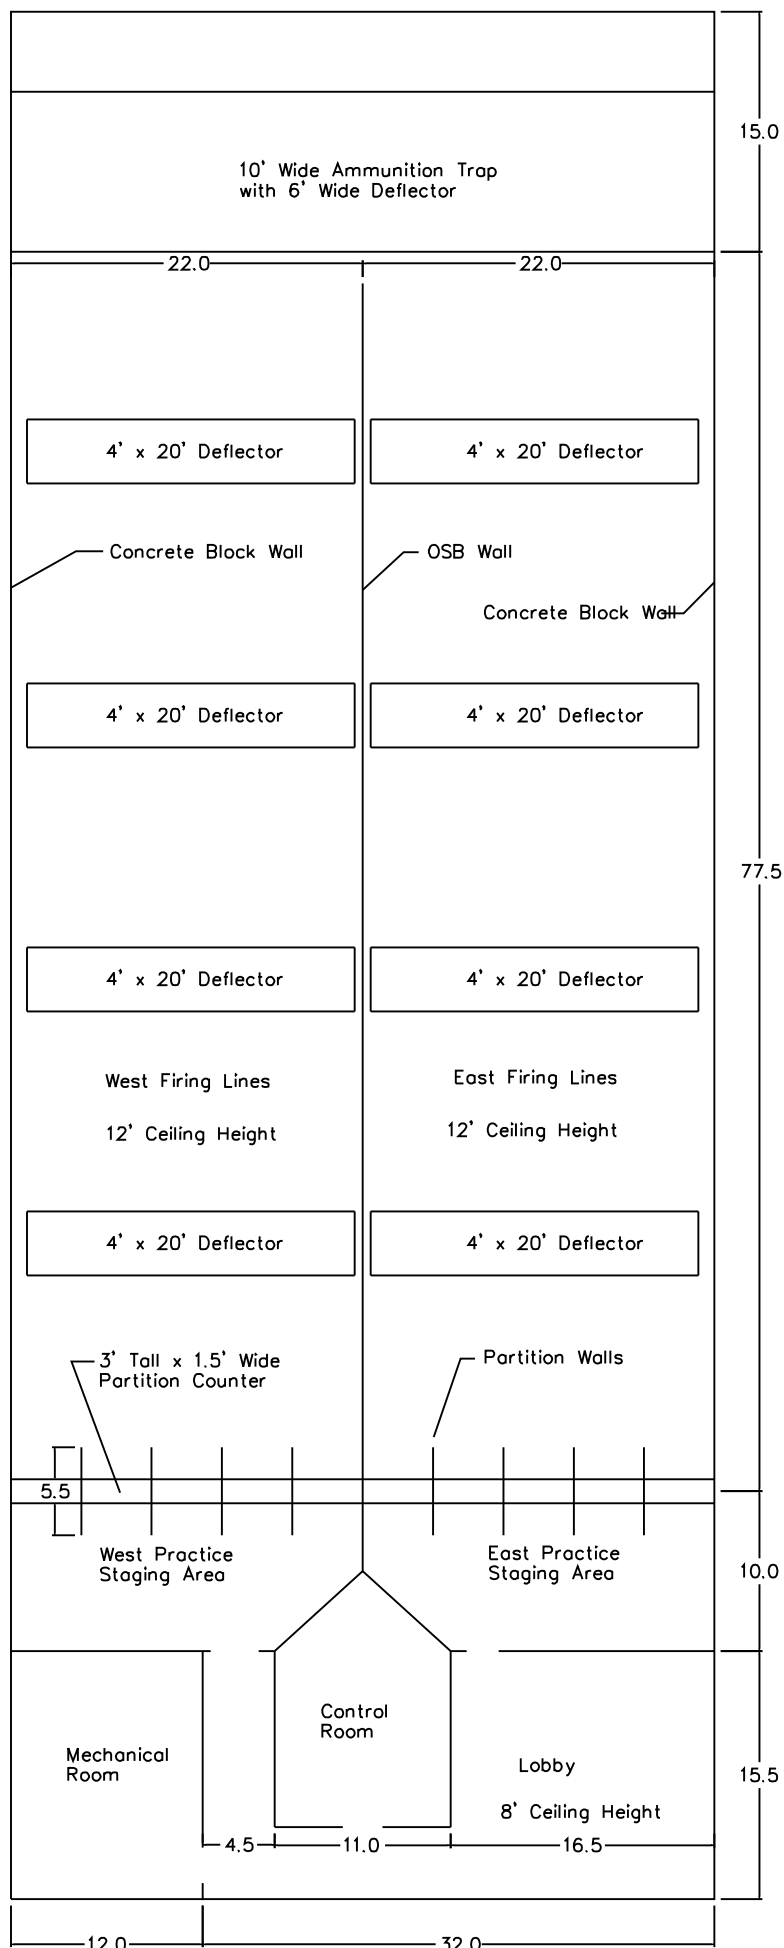 15.0
10' Wide Ammunition Trap
with 6' Wide Deflector
22.0
22.0
4' x 20' Deflector
4' x 20' Deflector
Concrete Block Wall
OSB Wall
Concrete Block Wall
4' x 20' Deflector
4' x 20' Deflector
77.5
4' x 20' Deflector
4' x 20' Deflector
West Firing Lines
East Firing Lines
12' Ceiling Height
12' Ceiling Height
4' x 20' Deflector
4' x 20' Deflector
3' Tall x 1.5' Wide
Partition Counter
Partition Walls
5.5
West Practice
Staging Area
East Practice
Staging Area
10.0
Control
Room
Mechanical
Room
Lobby
15.5
8' Ceiling Height
4.5
11.0
16.5
12.0
32.0